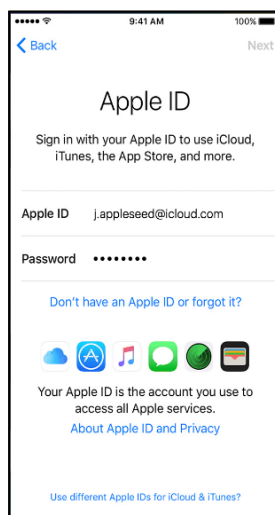 9:41 AM 100%
Back Next
Apple ID
Sign in with your Apple ID to use iCloud,
iTunes, the App Store, and more.
Apple ID j.appleseed@icloud.com
Password ••••••••
Don't have an Apple ID or forgot it?
Your Apple ID is the account you use to
access all Apple services.
About Apple ID and Privacy
Use different Apple IDs for iCloud & iTunes?